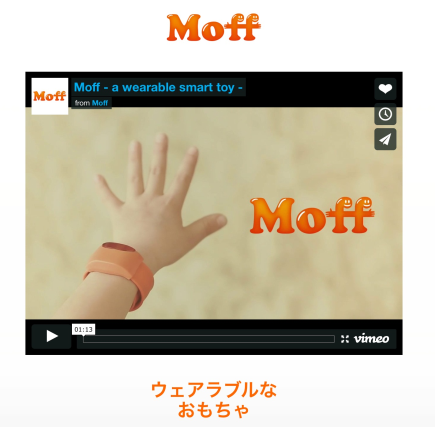 Moff
Moff
Moff - a wearable smart toy -
from Moff
Moff
01:13
vimeo
ウェアラブルな
おもちゃ